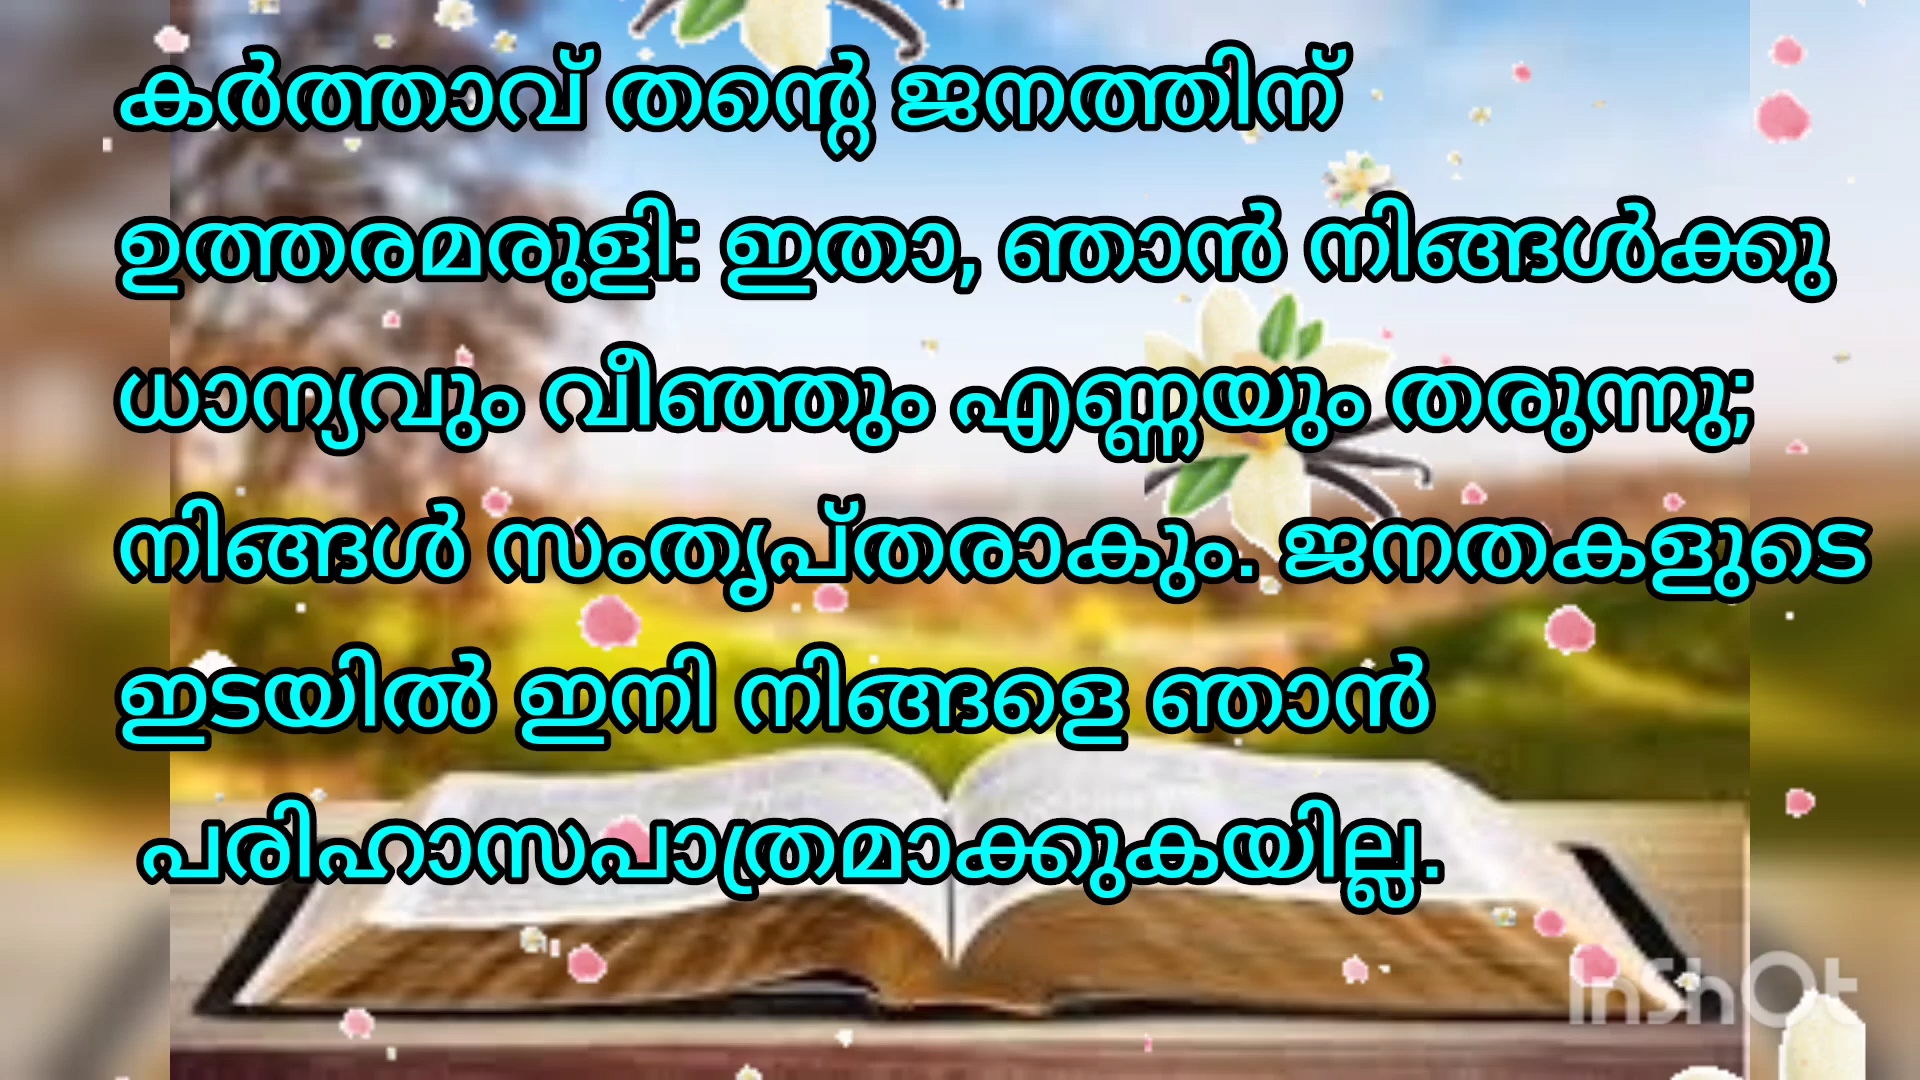 കർത്താവ് തന്റെ ജനത്തിന്
ഉത്തരമരുളി: ഇതാ, ഞാൻ നിങ്ങൾക്കു
ധാന്യവും വീഞ്ഞും എണ്ണയും തരുന്നു;
നിങ്ങൾ സംതൃപ്തരാകും. ജനതകളുടെ
ഇടയിൽ ഇനി നിങ്ങളെ ഞാൻ
പരിഹാസപാത്രമാക്കുകയില്ല.
InShOt